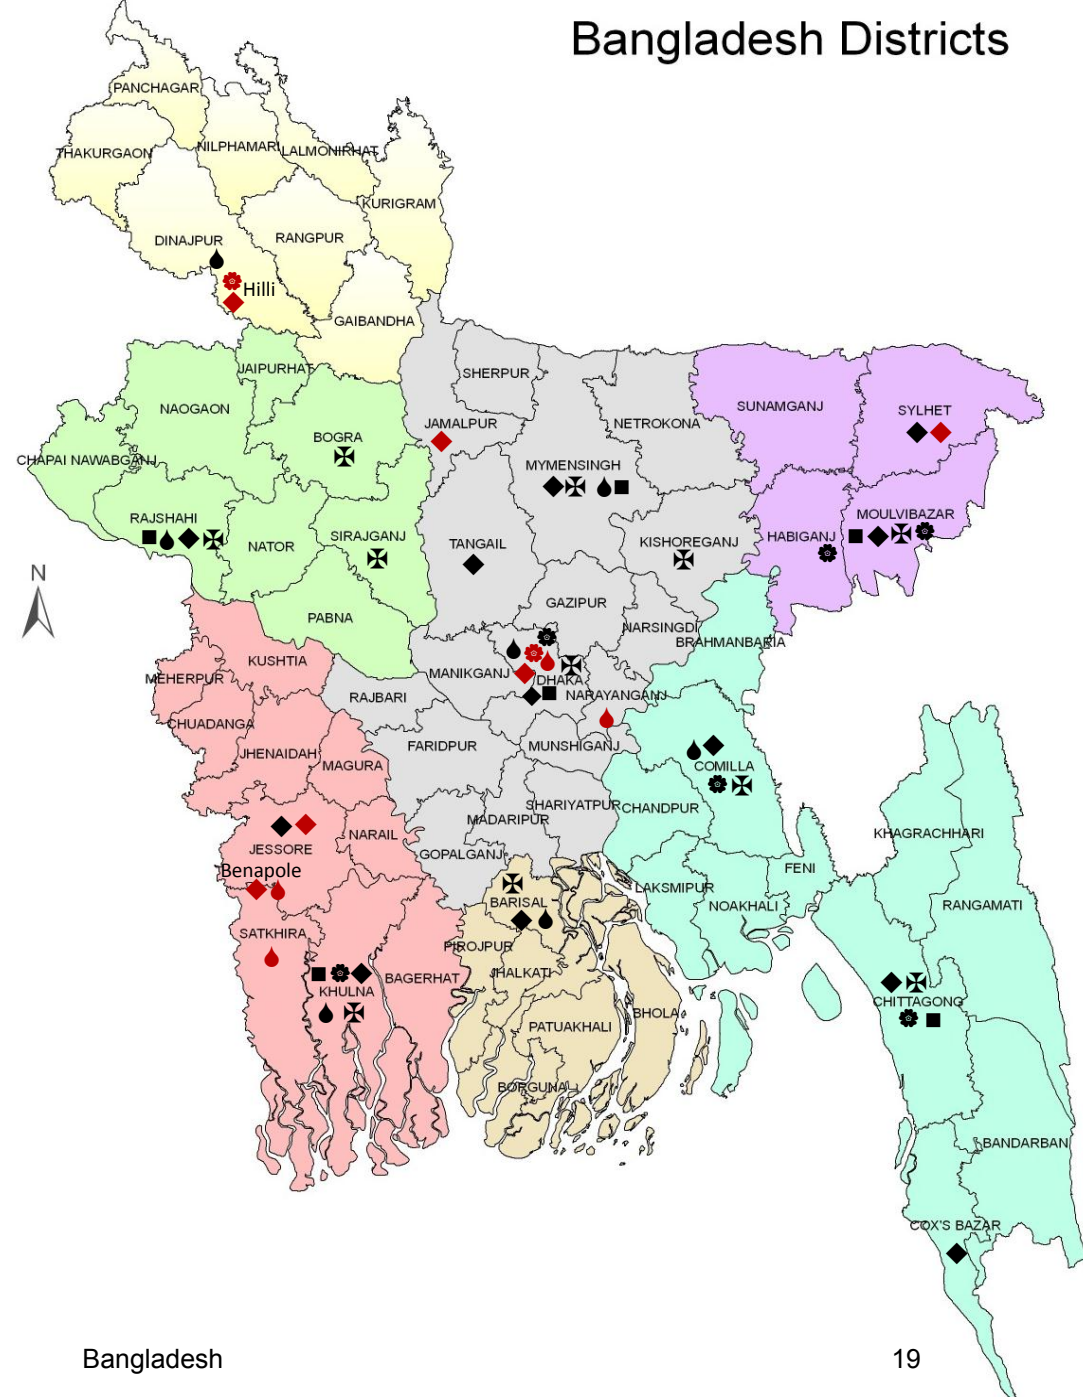 Bangladesh Districts
PANCHAGAR
THAKURGAON
NILPHAMARI
LALMONIRHAT
KURIGRAM
DINAJPUR
RANGPUR
Hilli
GAIBANDHA
JAIPURHAT
SHERPUR
NAOGAON
JAMALPUR
NETROKONA
SUNAMGANJ
SYLHET
BOGRA
CHAPAI NAWABGANJ
MYMENSINGH
RAJSHAHI
NATOR
SIRAJGANJ
TANGAIL
KISHOREGANJ
HABIGANJ
MOULVIBAZAR
N
GAZIPUR
PABNA
NARSINGDI
BRAHMANBARIA
KUSHTIA
MEHERPUR
MANIKGANJ
DHAKA
RAJBARI
NARAYANGANJ
CHUADANGA
JHENAIDAH
MAGURA
FARIDPUR
MUNSHIGANJ
COMILLA
SHARIYATPUR
CHANDPUR
MADARIPUR
NARAIL
KHAGRACHHARI
JESSORE
GOPALGANJ
Benapole
FENI
LAKSMIPUR
BARISAL
NOAKHALI
RANGAMATI
SATKHIRA
PIROJPUR
JHALKATI
BAGERHAT
KHULNA
CHITTAGONG
BHOLA
PATUAKHALI
BORGUNA
BANDARBAN
COX'S BAZAR
Bangladesh
19